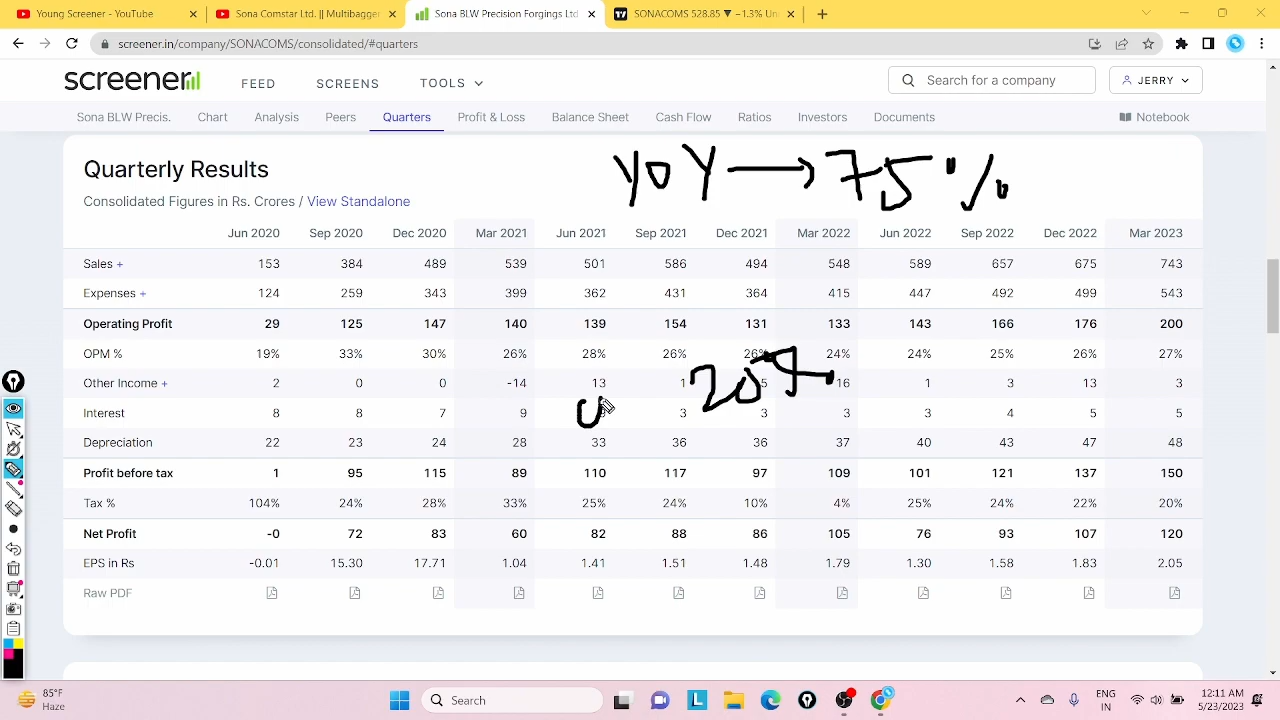 Young Street - YouTube
Sona Comstar Ltd. || Multibagger
Sona BLW Precision Forgings Ltd
SONACOMS 528.85 ▼ −1.3% Un
screener.in/company/SONACOMS/consolidated/#quarters
screener FEED SCREENS TOOLS Search for a company JERRY
Sona BLW Precis. Chart Analysis Peers Quarters Profit & Loss Balance Sheet Cash Flow Ratios Investors Documents Notebook
YOY → 75%
Quarterly Results
Consolidated Figures in Rs. Crores / View Standalone
Jun 2020 Sep 2020 Dec 2020 Mar 2021 Jun 2021 Sep 2021 Dec 2021 Mar 2022 Jun 2022 Sep 2022 Dec 2022 Mar 2023
Sales + 153 384 489 539 501 586 494 548 589 657 675 743
Expenses + 124 259 343 399 362 431 364 415 447 492 499 543
Operating Profit 29 125 147 140 139 154 131 133 143 166 176 200
OPM % 19% 33% 30% 26% 28% 26% 26% 24% 24% 25% 26% 27%
Other Income + 2 0 0 -14 13 1 5 16 1 3 13 3
Interest 8 8 7 9 3 3 3 3 4 5 5
Depreciation 22 23 24 28 33 36 36 37 40 43 47 48
Profit before tax 1 95 115 89 110 117 97 109 101 121 137 150
Tax % 104% 24% 28% 33% 25% 24% 10% 4% 25% 24% 22% 20%
Net Profit -0 72 83 60 82 88 86 105 76 93 107 120
EPS in Rs -0.01 15.30 17.71 1.04 1.41 1.51 1.48 1.79 1.30 1.58 1.83 2.05
Raw PDF
85°F
Haze
Search
ENG
IN
12:11 AM
5/23/2023